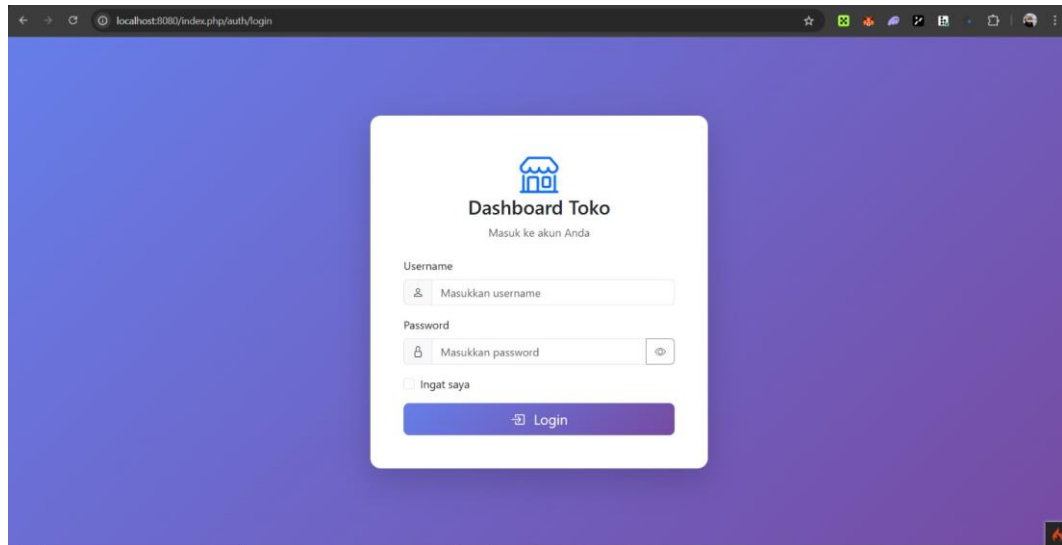 localhost:8080/index.php/auth/login
Dashboard Toko
Masuk ke akun Anda
Username
Masukkan username
Password
Masukkan password
Ingat saya
Login